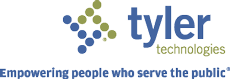 tyler
technologies
Empowering people who serve the public®